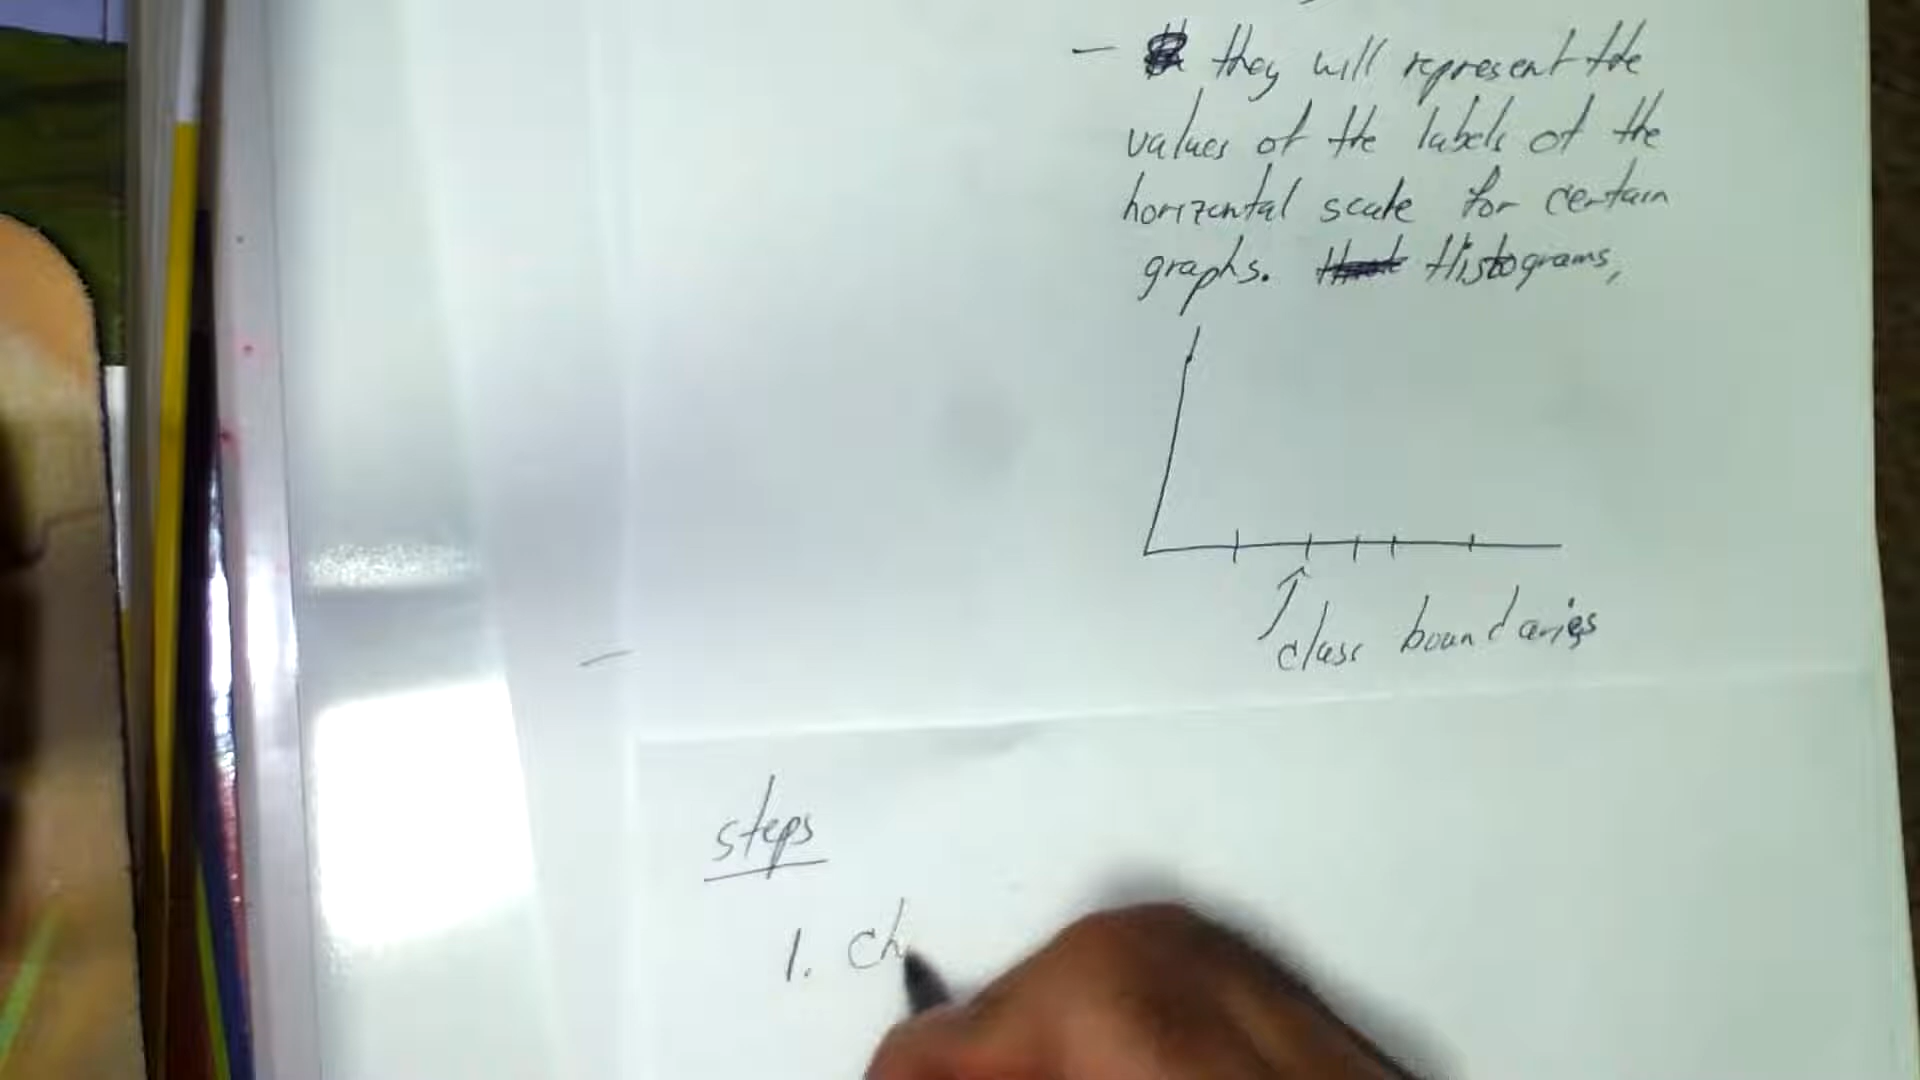 - they will represent the
values of the labels of the
horizontal scale for certain
graphs. Histograms,
class boundaries
steps
1. Ch